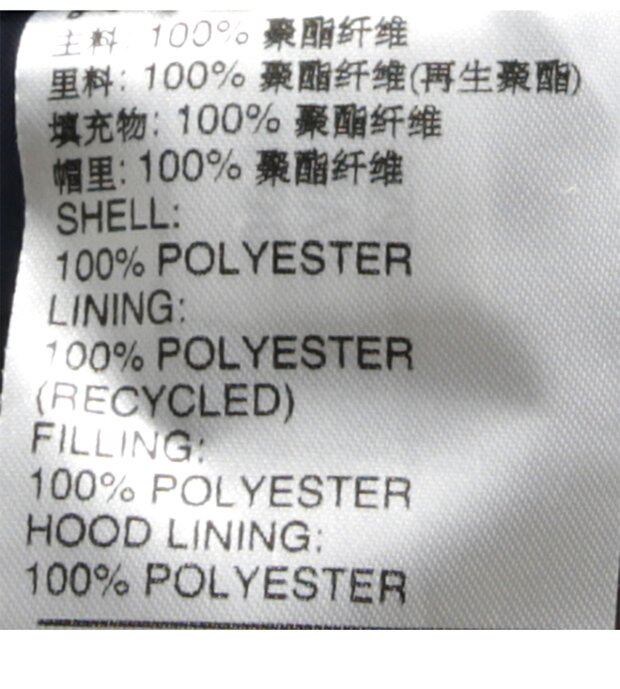 主料: 100% 聚酯纤维
里料: 100% 聚酯纤维(再生聚酯)
填充物: 100% 聚酯纤维
帽里: 100% 聚酯纤维
SHELL:
100% POLYESTER
LINING:
100% POLYESTER
(RECYCLED)
FILLING:
100% POLYESTER
HOOD LINING:
100% POLYESTER